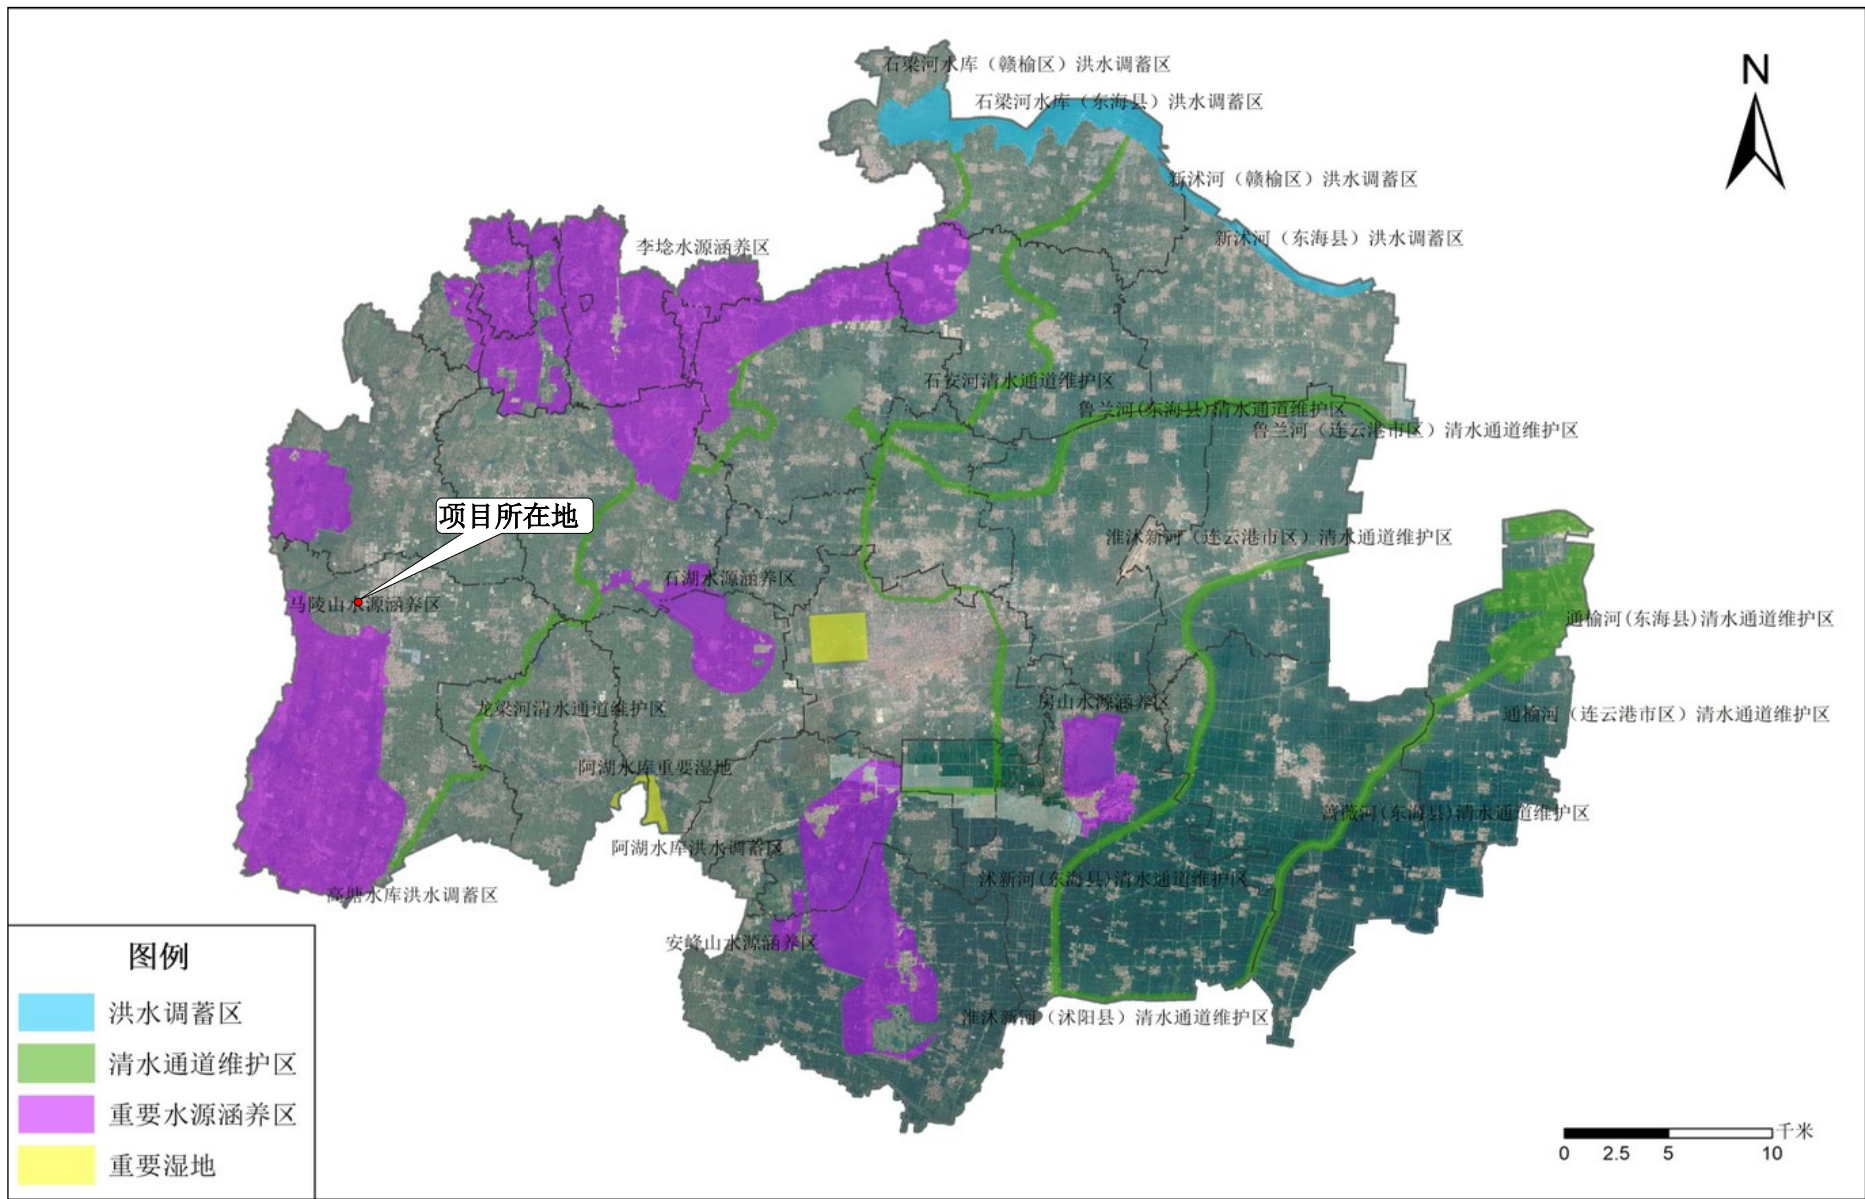 石梁河水库（赣榆区）洪水调蓄区
N
石梁河水库（东海县）洪水调蓄区
新沭河（赣榆区）洪水调蓄区
新沭河（东海县）洪水调蓄区
李埝水源涵养区
石安河清水通道维护区
鲁兰河(东海县)清水通道维护区
鲁兰河（连云港市区）清水通道维护区
项目所在地
淮沭新河（连云港市区）清水通道维护区
石湖水源涵养区
马陵山水源涵养区
通榆河(东海县)清水通道维护区
房山水源涵养区
龙梁河清水通道维护区
通榆河（连云港市区）清水通道维护区
阿湖水库重要湿地
蔷薇河(东海县)清水通道维护区
阿湖水库洪水调蓄区
沭新河(东海县)清水通道维护区
高塘水库洪水调蓄区
安峰山水源涵养区
淮沭新河（沭阳县）清水通道维护区
图例
洪水调蓄区
清水通道维护区
重要水源涵养区
重要湿地
千米
0 2.5 5 10